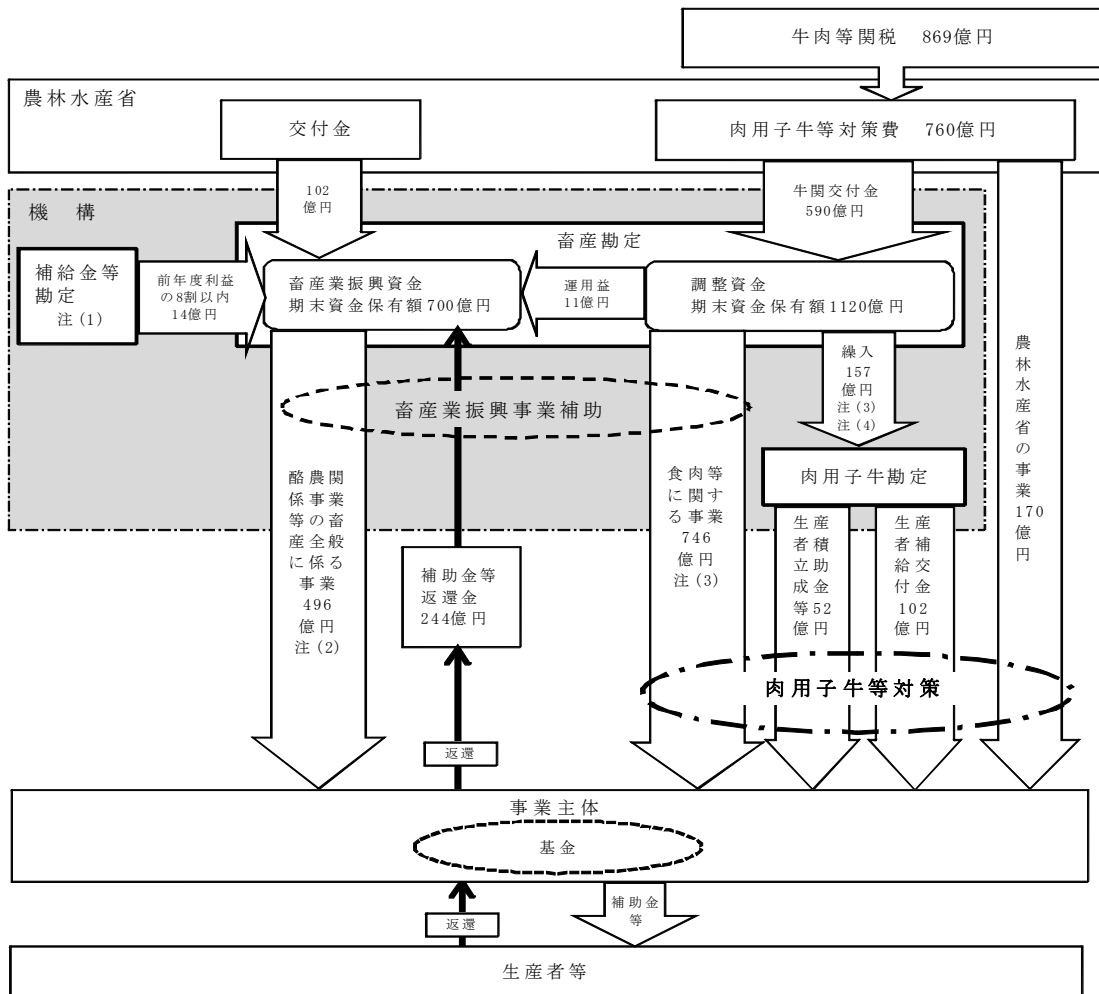 牛肉等関税 869億円
農林水産省
交付金
肉用子牛等対策費 760億円
102
億円
牛関交付金
590億円
機 構
畜産勘定
補給金等
勘定
注(1)
前年度利益
の8割以内
14億円
畜産業振興資金
期末資金保有額700億円
運用益
11億円
調整資金
期末資金保有額1120億円
繰入
157
億円
注(3)
注(4)
農林水産省の事業170億円
畜産業振興事業補助
肉用子牛勘定
酪農関
係事業
等の畜
産全般
に係る
事業
496
億円
注(2)
補助金等
返還金
244億円
食肉等
に関す
る事業
746
億円
注(3)
生産
者積
立助
成金
等52
億円
生産
者補
給交
付金
102
億円
肉用子牛等対策
返還
事業主体
基金
返還
補助金
等
生産者等